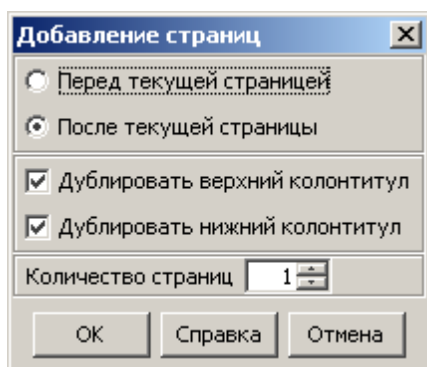 Добавление страниц
Перед текущей страницей
После текущей страницы
Дублировать верхний колонтитул
Дублировать нижний колонтитул
Количество страниц 1
OK Справка Отмена